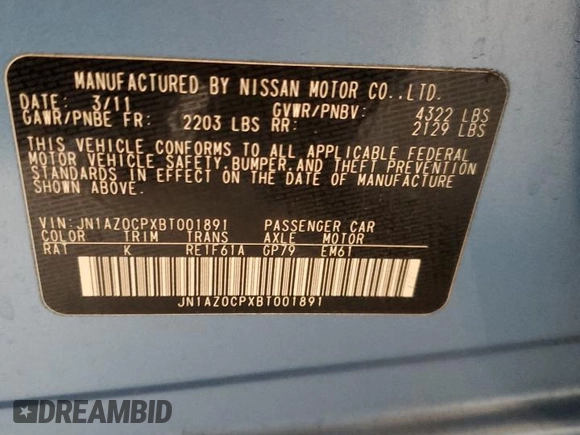 MANUFACTURED BY NISSAN MOTOR CO.,LTD.
DATE: 3/11 GVWR/PNBV: 4322 LBS
GAWR/PNBE FR: 2203 LBS RR: 2129 LBS
THIS VEHICLE CONFORMS TO ALL APPLICABLE FEDERAL
MOTOR VEHICLE SAFETY,BUMPER AND THEFT PREVENTION
STANDARDS IN EFFECT ON THE DATE OF MANUFACTURE
SHOWN ABOVE.
VIN: JN1AZ0CPXBT001891 PASSENGER CAR
COLOR TRIM TRANS AXLE MOTOR
RAT K RE1F61A GP79 EM61
JN1AZ0CPXBT001891
DREAMBID